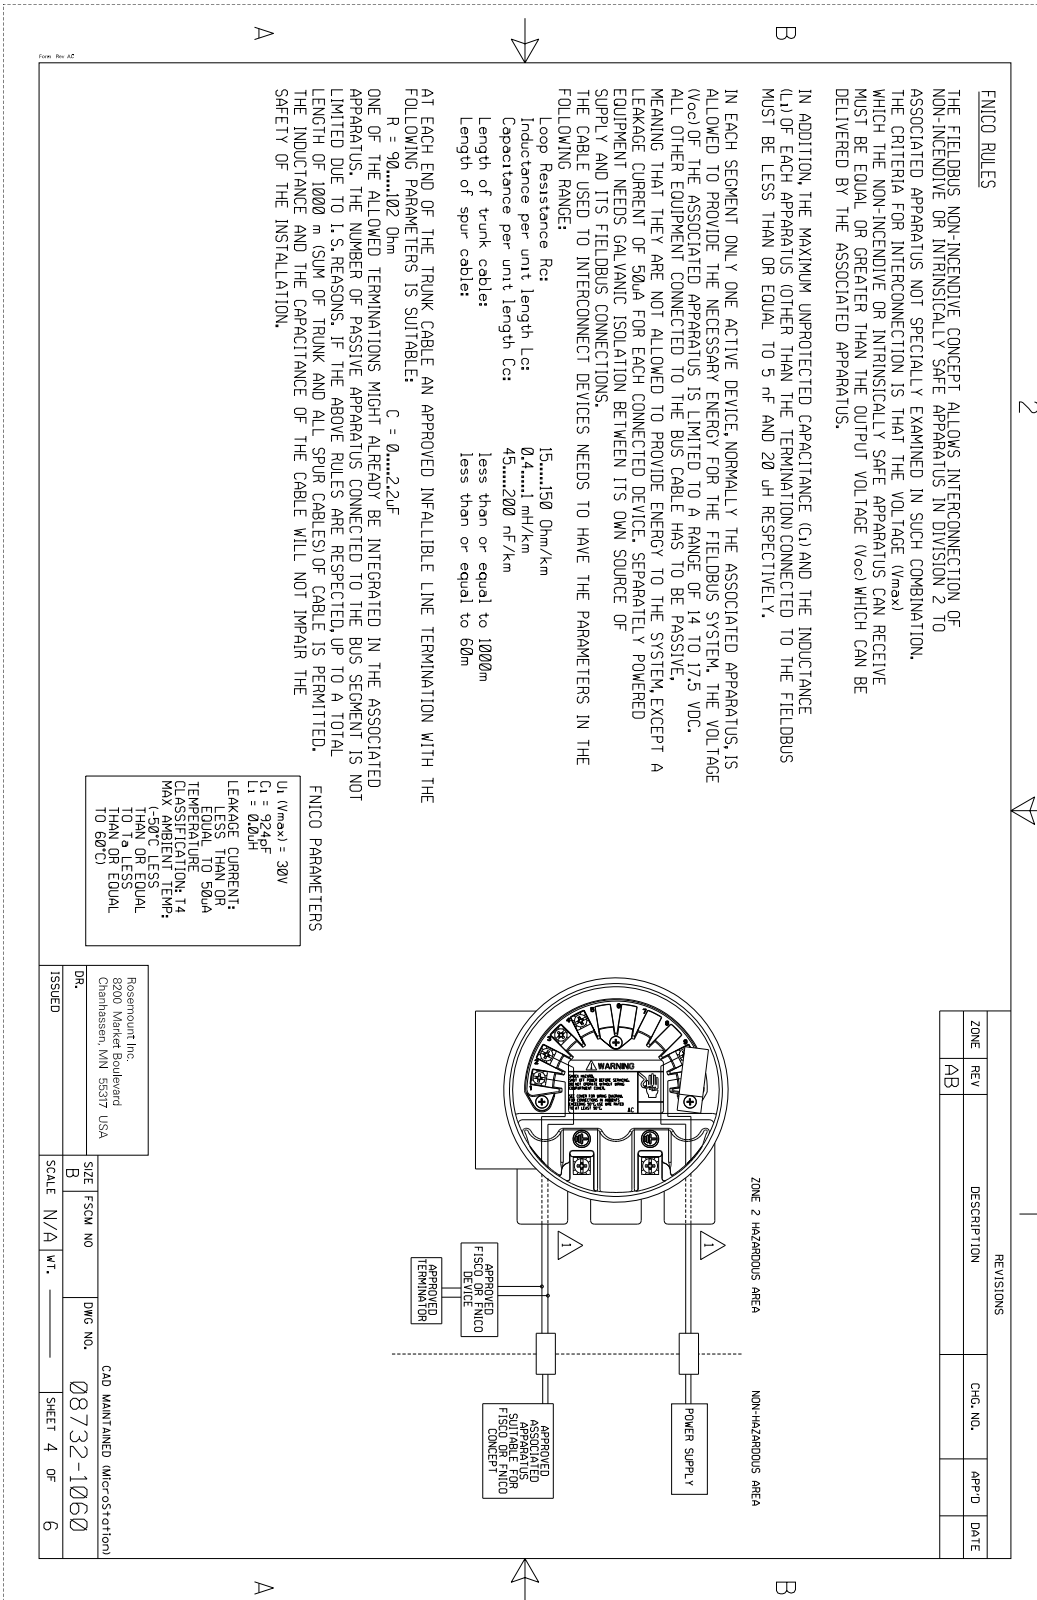 Form Rev AC
A
B
2
1
FNICO RULES
THE FIELDBUS NON-INCENDIVE CONCEPT ALLOWS INTERCONNECTION OF
NON-INCENDIVE OR INTRINSICALLY SAFE APPARATUS IN DIVISION 2 TO
ASSOCIATED APPARATUS NOT SPECIALLY EXAMINED IN SUCH COMBINATION.
THE CRITERIA FOR INTERCONNECTION IS THAT THE VOLTAGE (Vmax)
WHICH THE NON-INCENDIVE OR INTRINSICALLY SAFE APPARATUS CAN RECEIVE
MUST BE EQUAL OR GREATER THAN THE OUTPUT VOLTAGE (Voc) WHICH CAN BE
DELIVERED BY THE ASSOCIATED APPARATUS.
IN ADDITION, THE MAXIMUM UNPROTECTED CAPACITANCE (Ci) AND THE INDUCTANCE
(Li) OF EACH APPARATUS (OTHER THAN THE TERMINATION) CONNECTED TO THE FIELDBUS
MUST BE LESS THAN OR EQUAL TO 5 nF AND 20 uH RESPECTIVELY.
IN EACH SEGMENT ONLY ONE ACTIVE DEVICE, NORMALLY THE ASSOCIATED APPARATUS, IS
ALLOWED TO PROVIDE THE NECESSARY ENERGY FOR THE FIELDBUS SYSTEM. THE VOLTAGE
(Voc) OF THE ASSOCIATED APPARATUS IS LIMITED TO A RANGE OF 14 TO 17.5 VDC.
ALL OTHER EQUIPMENT CONNECTED TO THE BUS CABLE HAS TO BE PASSIVE,
MEANING THAT THEY ARE NOT ALLOWED TO PROVIDE ENERGY TO THE SYSTEM, EXCEPT A
LEAKAGE CURRENT OF 50uA FOR EACH CONNECTED DEVICE. SEPARATELY POWERED
EQUIPMENT NEEDS GALVANIC ISOLATION BETWEEN ITS OWN SOURCE OF
SUPPLY AND ITS FIELDBUS CONNECTIONS.
THE CABLE USED TO INTERCONNECT DEVICES NEEDS TO HAVE THE PARAMETERS IN THE
FOLLOWING RANGE:
Loop Resistance Rc: 15.....150 Ohm/km
Inductance per unit length Lc: 0.4.....1 mH/km
Capacitance per unit length Cc: 45.....200 nF/km
Length of trunk cable: less than or equal to 1000m
Length of spur cable: less than or equal to 60m
AT EACH END OF THE TRUNK CABLE AN APPROVED INFALLIBLE LINE TERMINATION WITH THE
FOLLOWING PARAMETERS IS SUITABLE:
R = 90.....102 Ohm C = 0.....2.2uF
ONE OF THE ALLOWED TERMINATIONS MIGHT ALREADY BE INTEGRATED IN THE ASSOCIATED
APPARATUS. THE NUMBER OF PASSIVE APPARATUS CONNECTED TO THE BUS SEGMENT IS NOT
LIMITED DUE TO I.S. REASONS. IF THE ABOVE RULES ARE RESPECTED, UP TO A TOTAL
LENGTH OF 1000 m (SUM OF TRUNK AND ALL SPUR CABLES) OF CABLE IS PERMITTED.
THE INDUCTANCE AND THE CAPACITANCE OF THE CABLE WILL NOT IMPAIR THE
SAFETY OF THE INSTALLATION.
FNICO PARAMETERS
Ui (Vmax) = 30V
Ci = 924pF
Li = 0.0uH
LEAKAGE CURRENT:
LESS THAN OR
EQUAL TO 50uA
TEMPERATURE
CLASSIFICATION: T4
MAX AMBIENT TEMP:
(-50°C LESS
THAN OR EQUAL
TO Ta LESS
THAN OR EQUAL
TO 60°C)
REVISIONS
ZONE REV DESCRIPTION CHG. NO. APP'D DATE
AB
ZONE 2 HAZARDOUS AREA
NON-HAZARDOUS AREA
WARNING
AC
1
1
POWER SUPPLY
APPROVED
FISCO OR FNICO
DEVICE
APPROVED
TERMINATOR
APPROVED
ASSOCIATED
APPARATUS
SUITABLE FOR
FISCO OR FNICO
CONCEPT
CAD MAINTAINED (MicroStation)
Rosemount Inc.
8200 Market Boulevard
Chanhassen, MN 55317 USA
DR.
ISSUED
SIZE B
FSCM NO
DWG NO. 08732-1060
SCALE N/A WT.
SHEET 4 OF 6
A
B